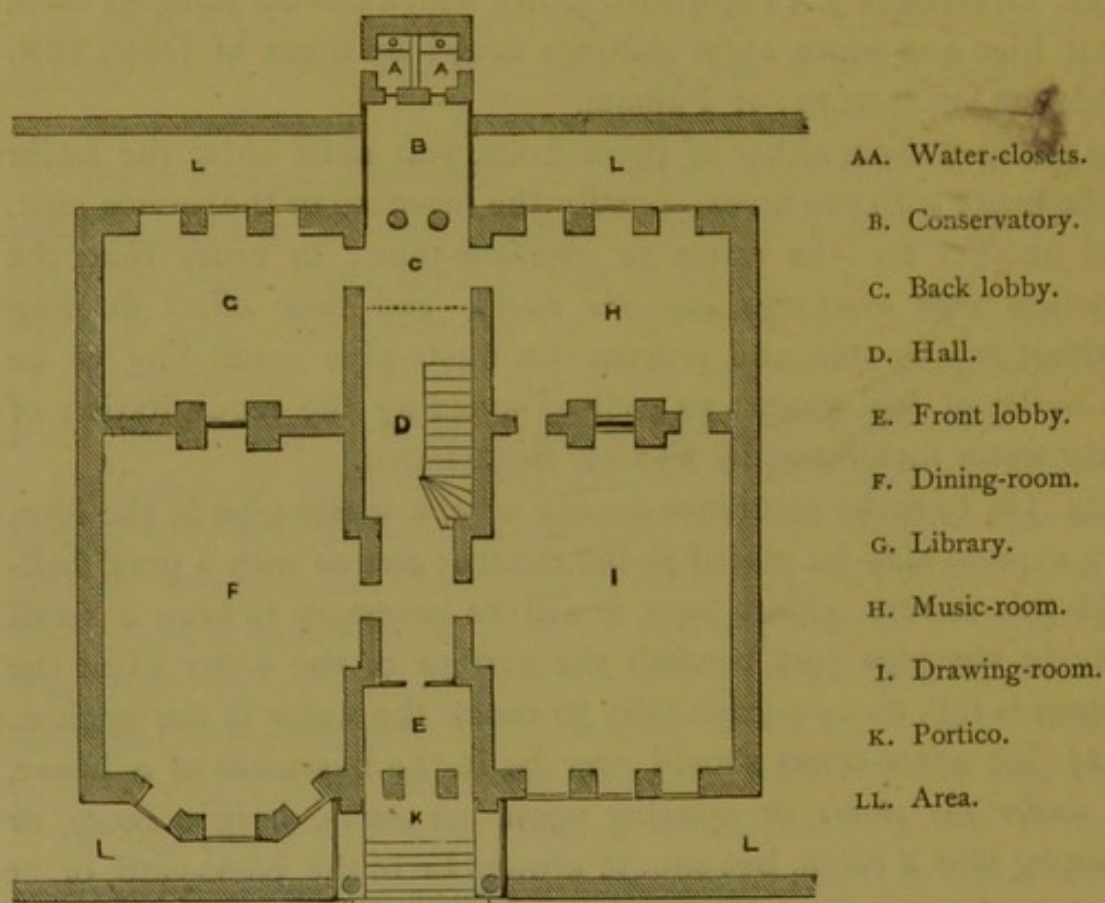 A A
B
L L
C
G H
D
F I
E
K
L L
AA. Water-closets.
B. Conservatory.
C. Back lobby.
D. Hall.
E. Front lobby.
F. Dining-room.
G. Library.
H. Music-room.
I. Drawing-room.
K. Portico.
LL. Area.